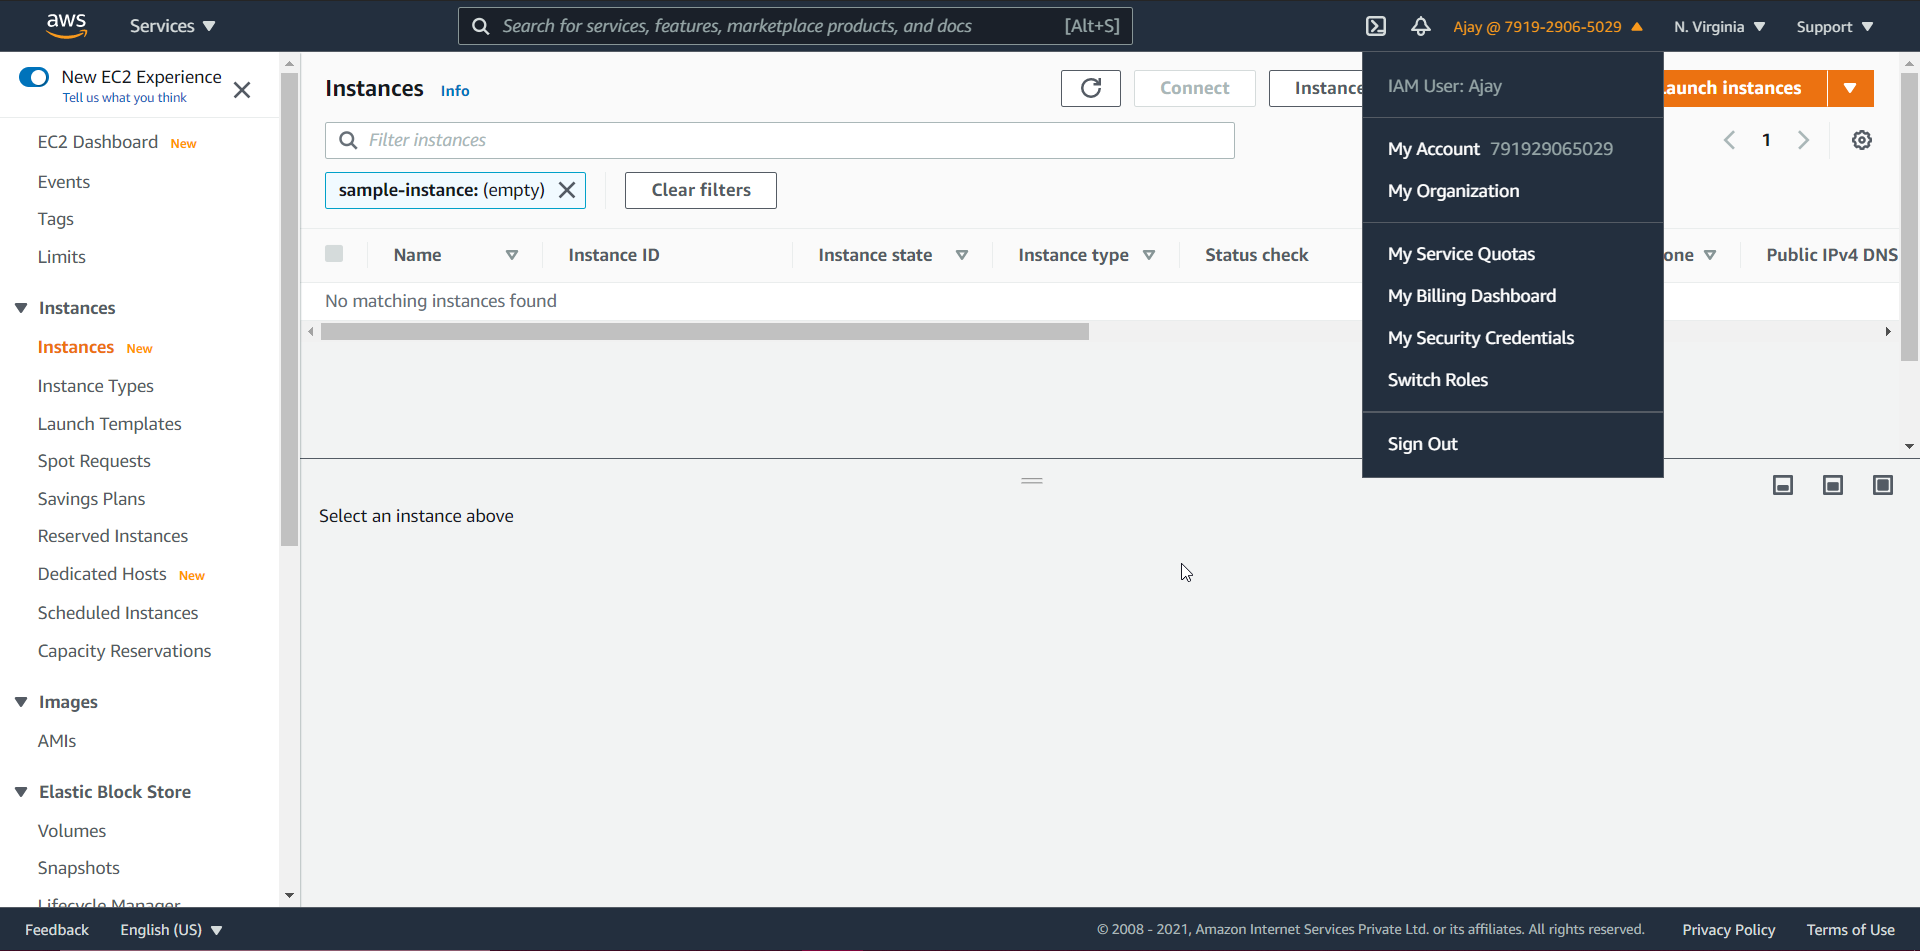 aws Services Search for services, features, marketplace products, and docs [Alt+S] Ajay @ 7919-2906-5029 N. Virginia Support
New EC2 Experience
Tell us what you think
EC2 Dashboard New
Events
Tags
Limits
Instances
Instances New
Instance Types
Launch Templates
Spot Requests
Savings Plans
Reserved Instances
Dedicated Hosts New
Scheduled Instances
Capacity Reservations
Images
AMIs
Elastic Block Store
Volumes
Snapshots
Lifecycle Manager
Instances Info Connect Instance aunch instances
Filter instances 1
sample-instance: (empty) Clear filters
Name Instance ID Instance state Instance type Status check one Public IPv4 DNS
No matching instances found
IAM User: Ajay
My Account 791929065029
My Organization
My Service Quotas
My Billing Dashboard
My Security Credentials
Switch Roles
Sign Out
Select an instance above
Feedback English (US) © 2008 - 2021, Amazon Internet Services Private Ltd. or its affiliates. All rights reserved. Privacy Policy Terms of Use